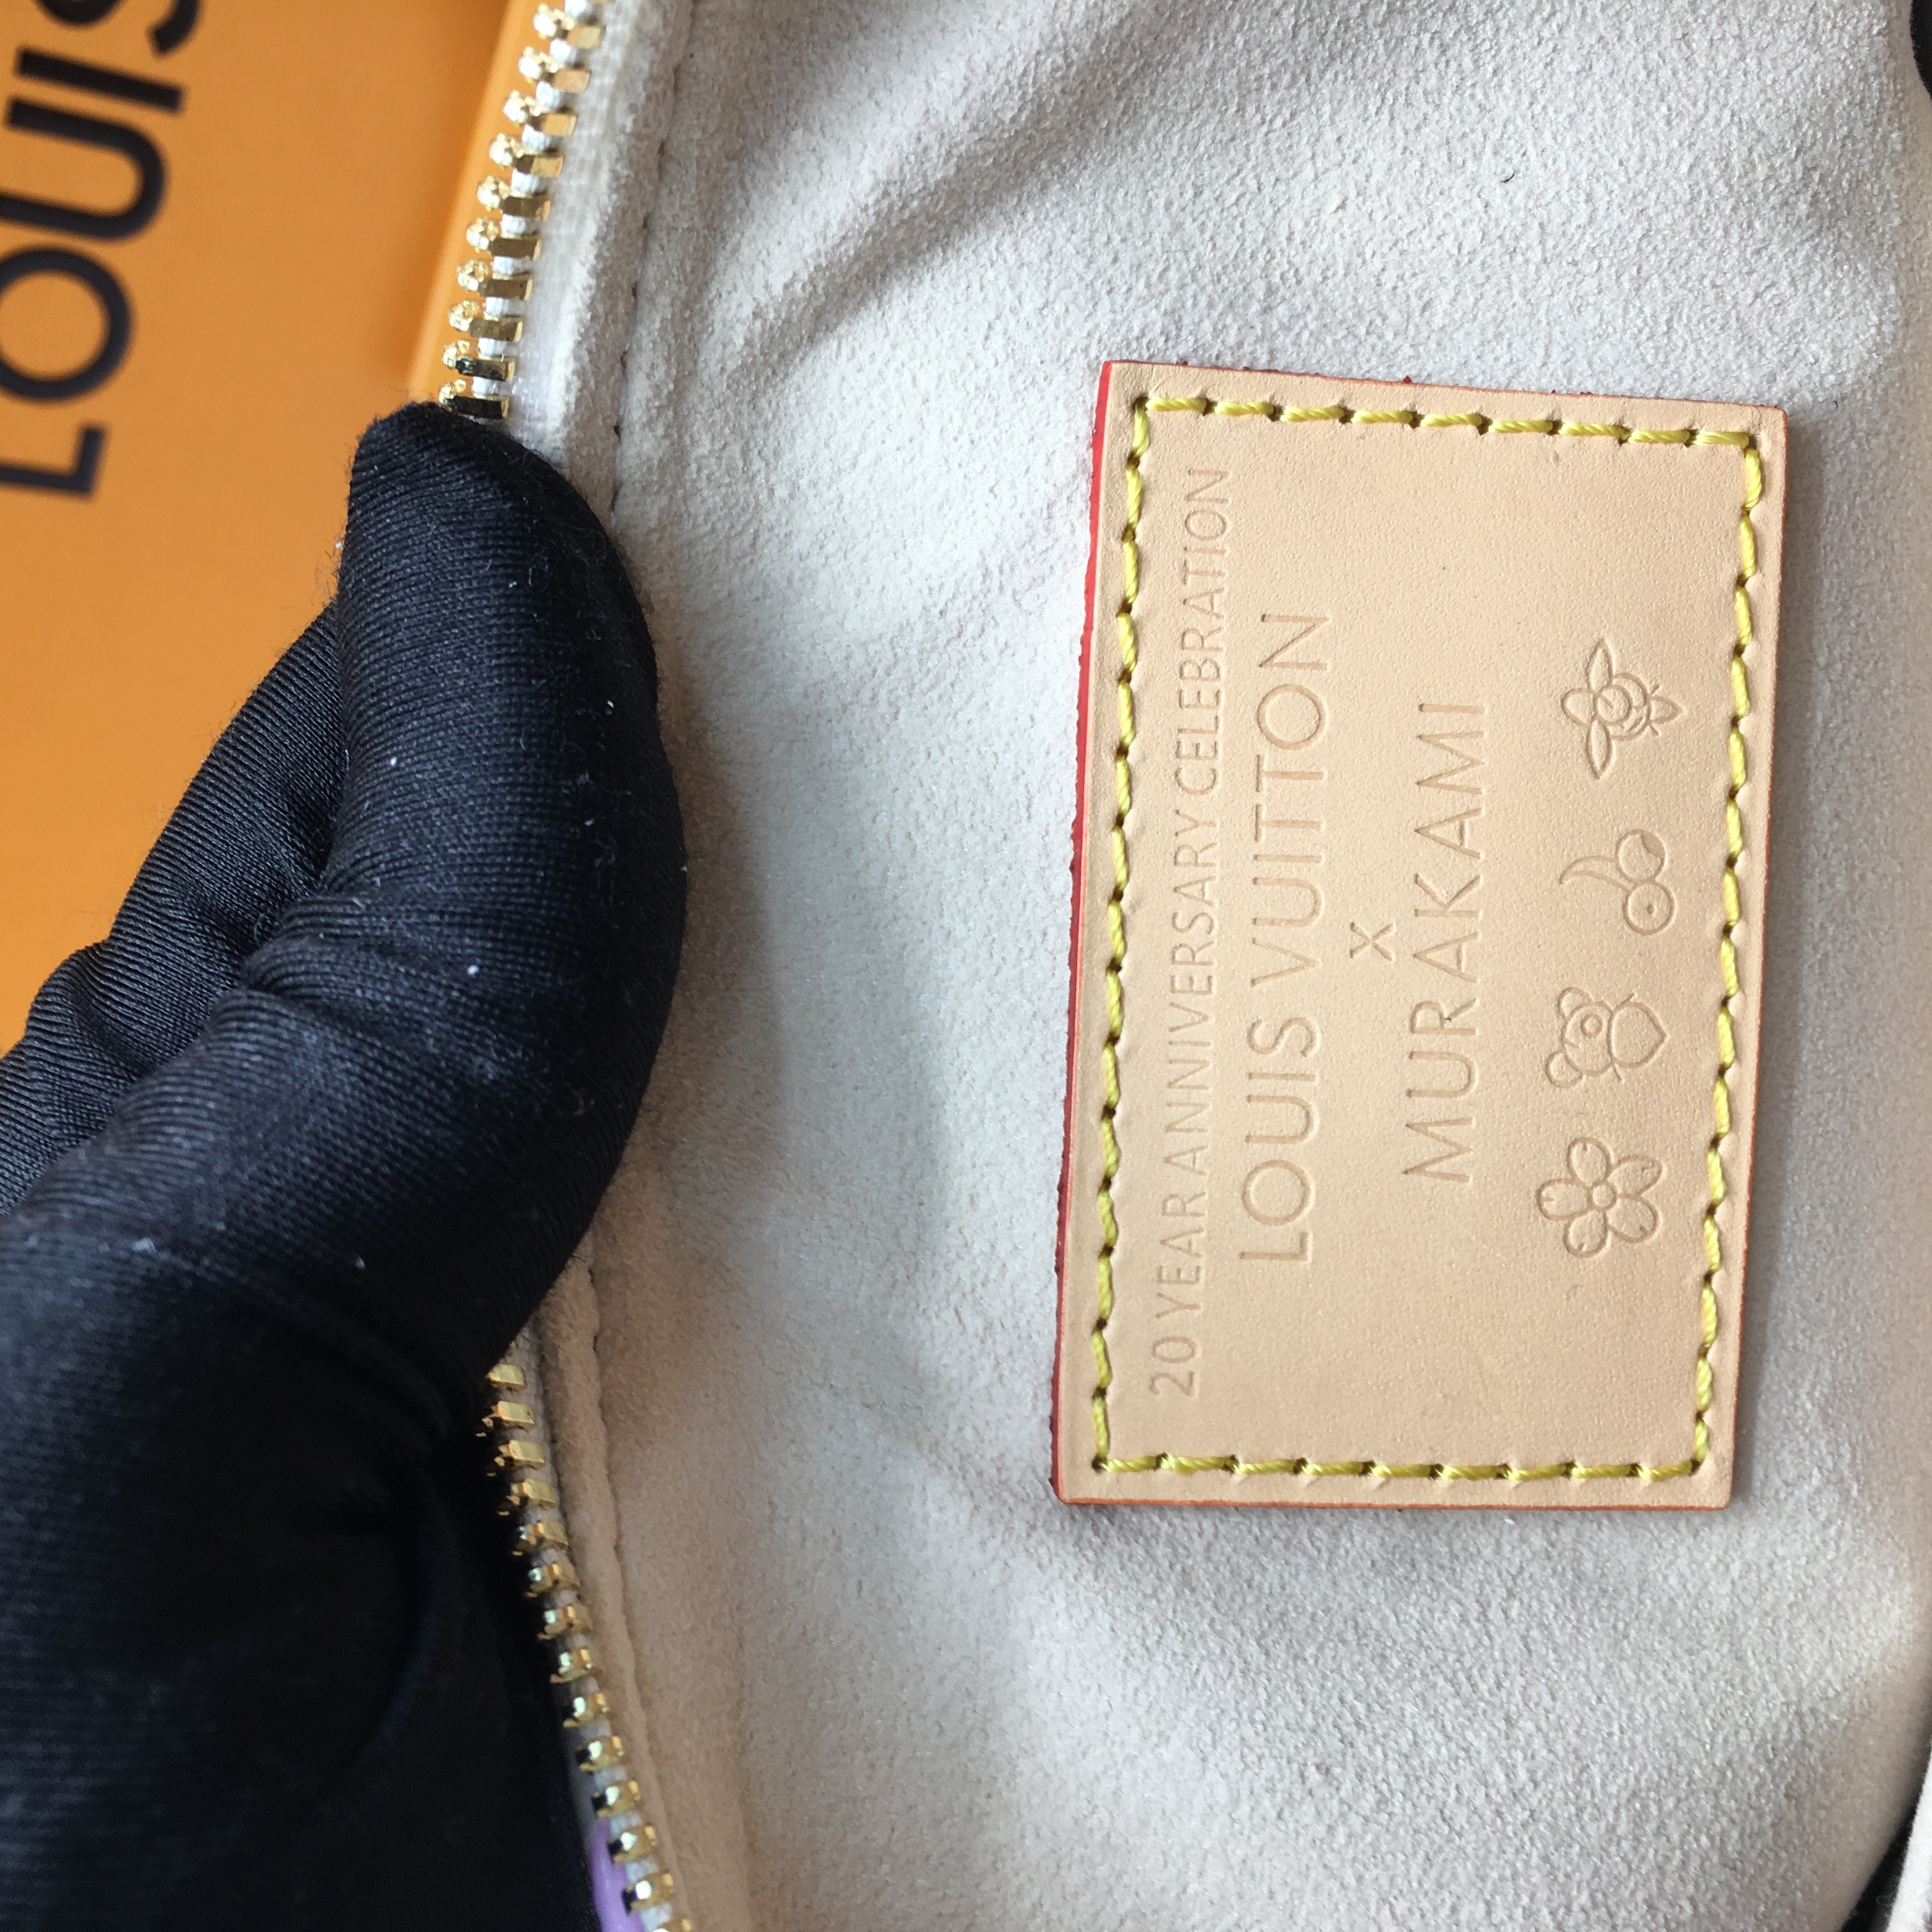 LOUIS
20 YEAR ANNIVERSARY CELEBRATION
LOUIS VUITTON
X
MURAKAMI